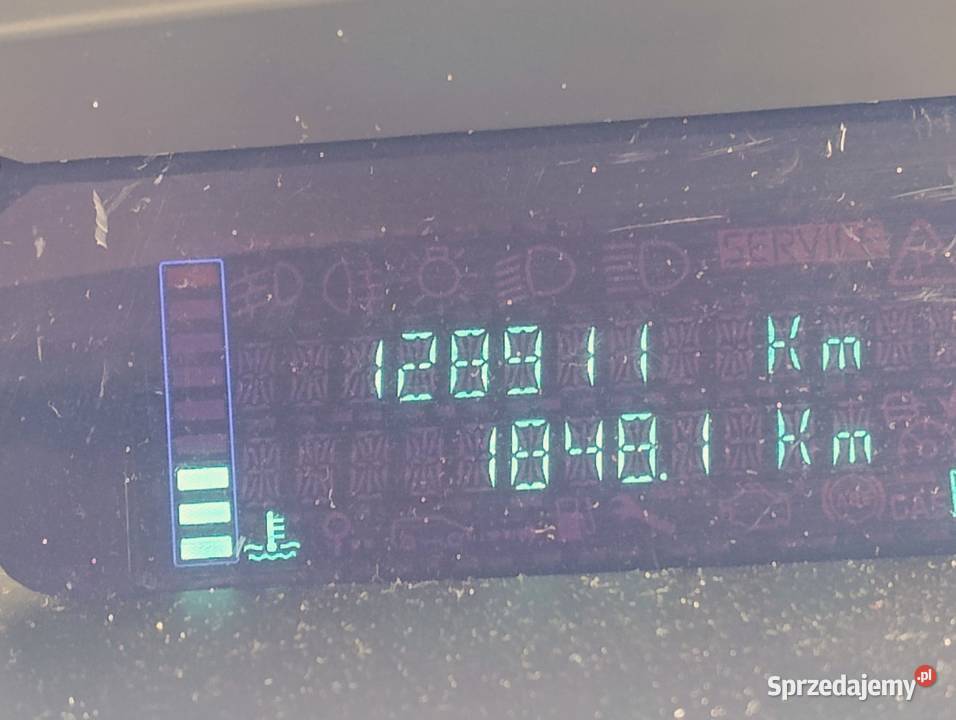 SERVICE
128911 Km
1848.1 Km
Sprzedajemy.pl